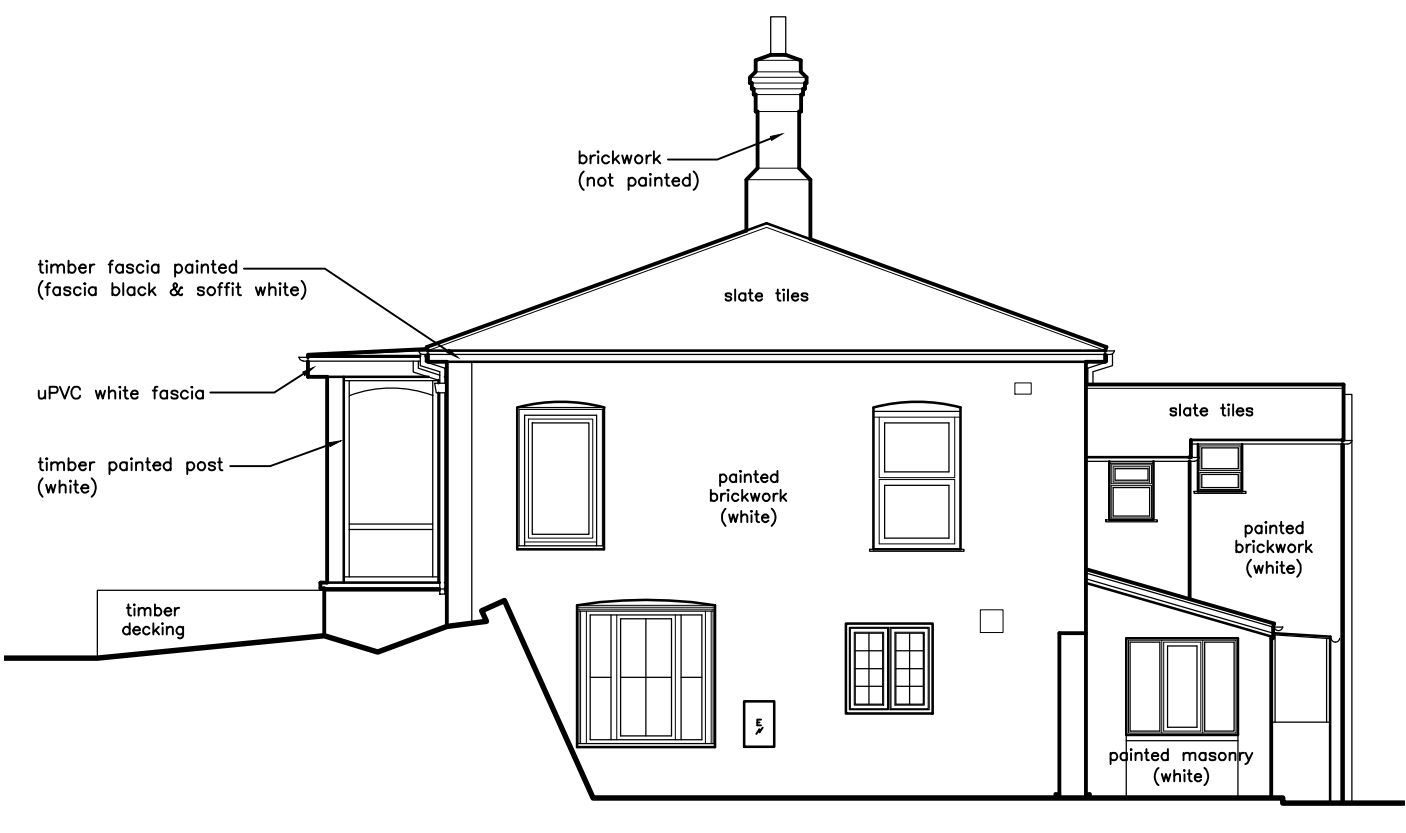 brickwork
(not painted)
timber fascia painted
(fascia black & soffit white)
slate tiles
uPVC white fascia
slate tiles
timber painted post
(white)
painted
brickwork
(white)
painted
brickwork
(white)
timber
decking
E
painted masonry
(white)